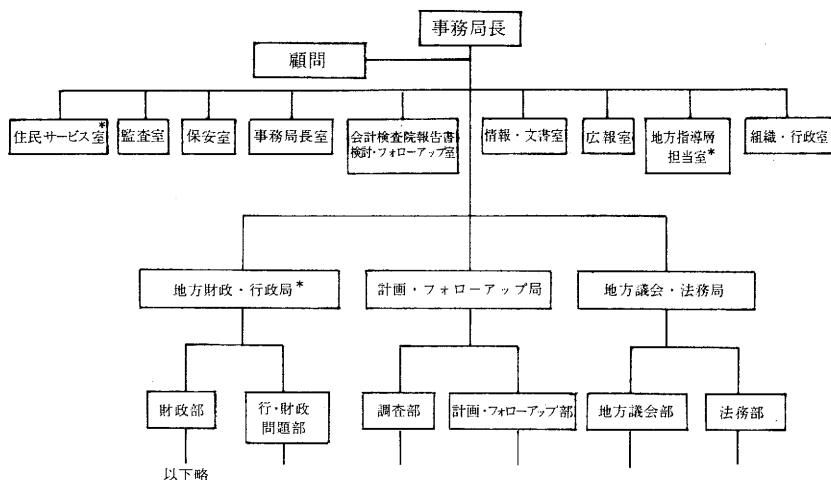 事務局長
顧問
住民サービス室*
監査室
保安室
事務局長室
会計検査院報告書
検討・フォローアップ室
情報・文書室
広報室
地方指導層
担当室*
組織・行政室
地方財政・行政局*
計画・フォローアップ局
地方議会・法務局
財政部
行・財政
問題部
調査部
計画・フォローアップ部
地方議会部
法務部
以下略